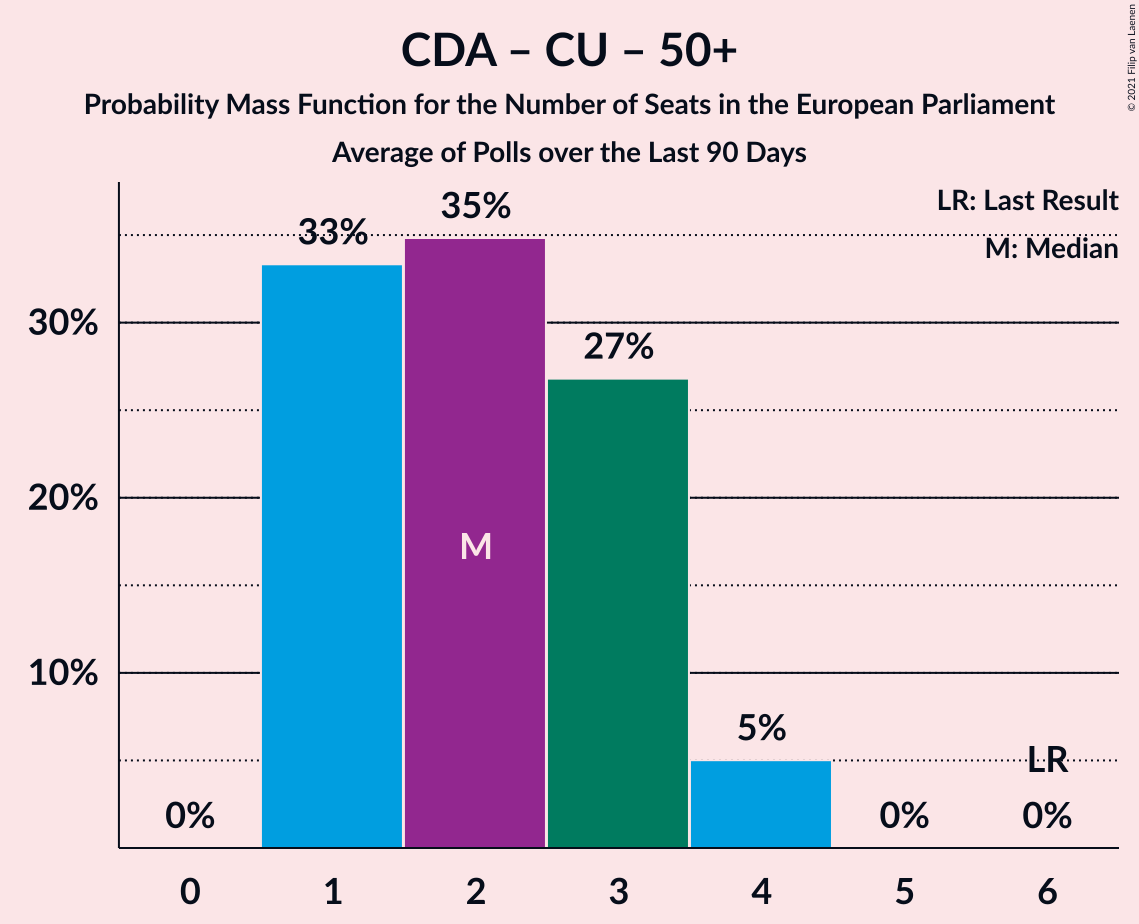 CDA – CU – 50+
Probability Mass Function for the Number of Seats in the European Parliament
Average of Polls over the Last 90 Days
© 2021 Filip van Laenen
LR: Last Result
M: Median
35%
33%
30%
27%
20%
M
10%
5%
LR
0%
0%
0%
0 1 2 3 4 5 6